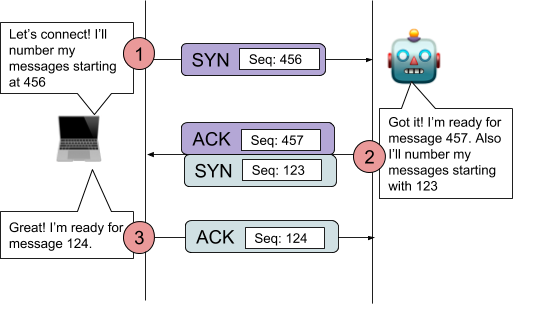 Let's connect! I'll
number my
messages starting
at 456
1
SYN Seq: 456
ACK Seq: 457
SYN Seq: 123
2
Got it! I'm ready for
message 457. Also
I'll number my
messages starting
with 123
Great! I'm ready for
message 124.
3
ACK Seq: 124